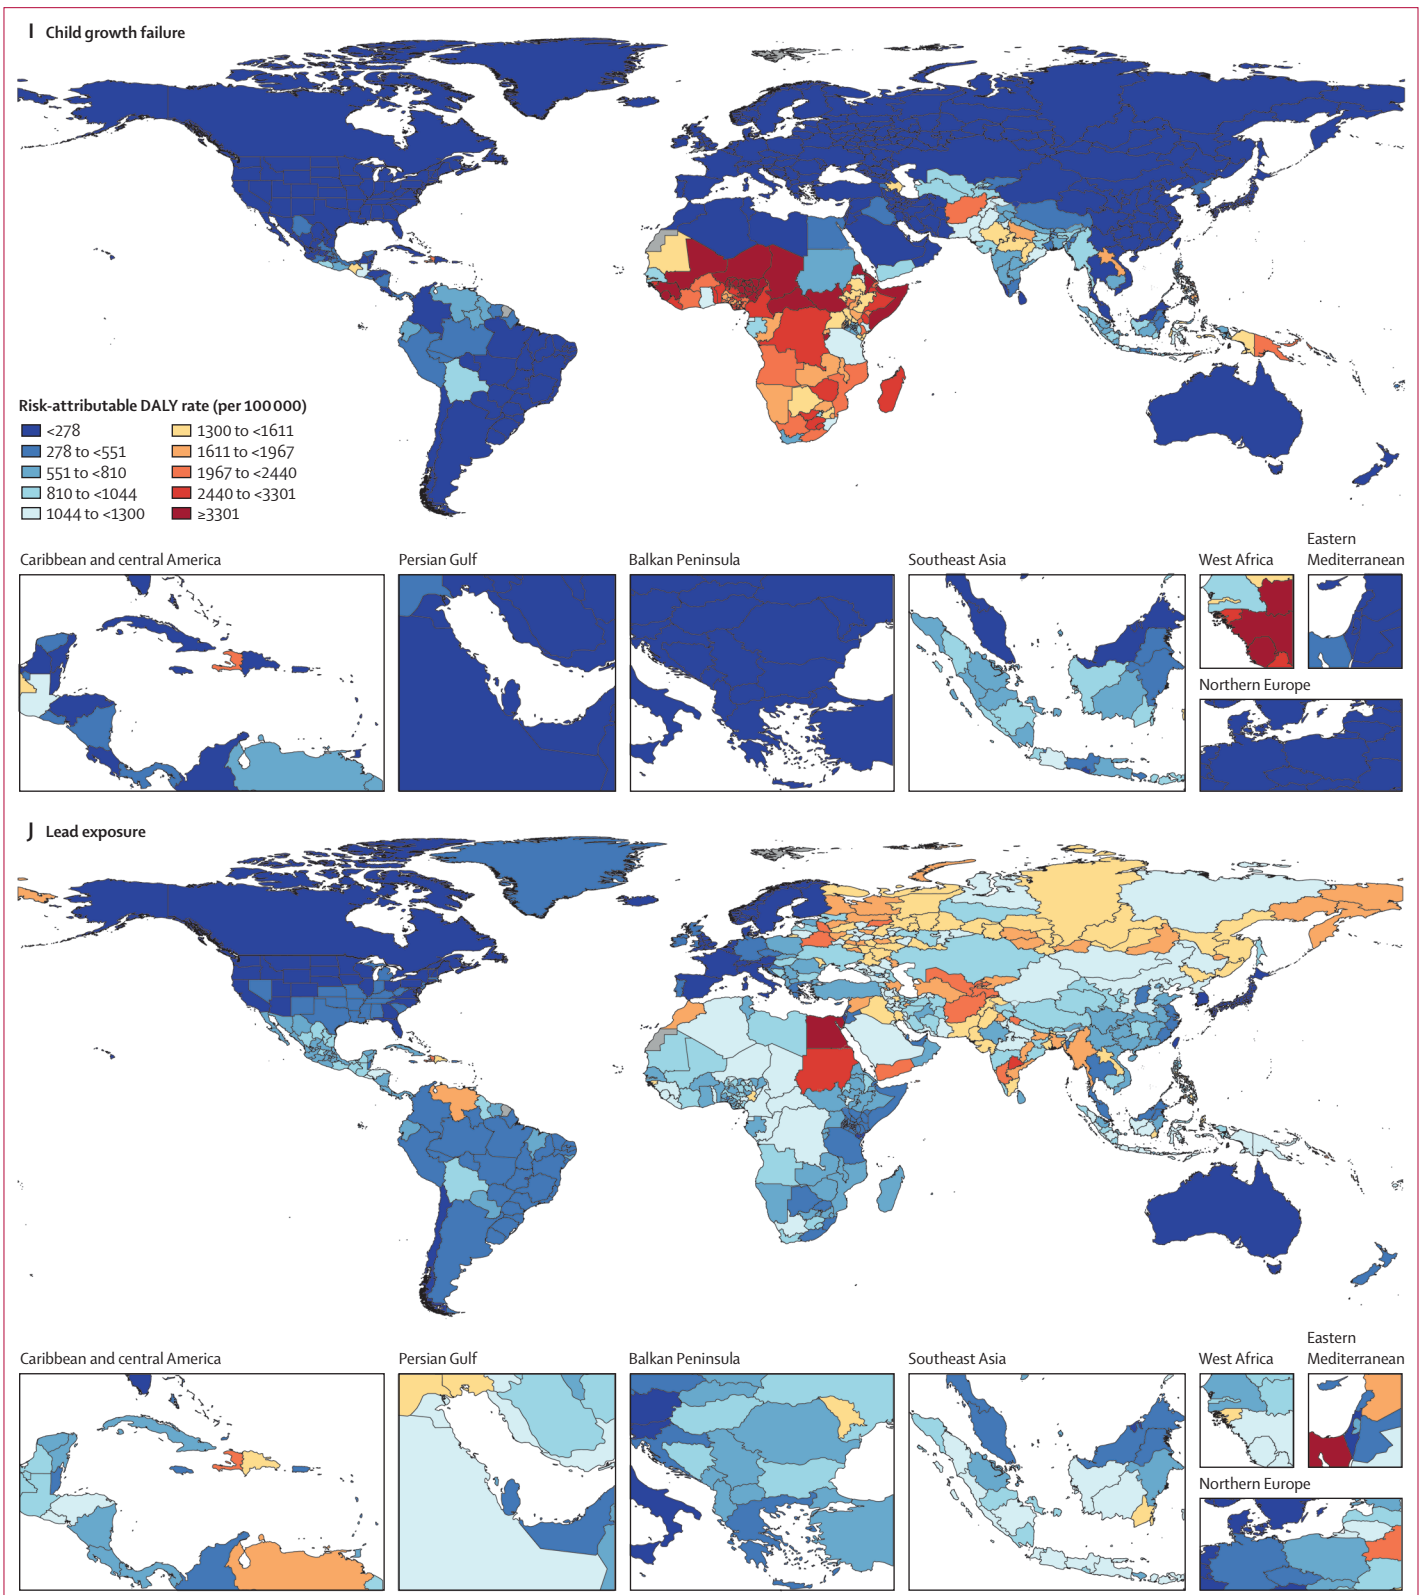 I Child growth failure
Risk-attributable DALY rate (per 100 000)
<278
278 to <551
551 to <810
810 to <1044
1044 to <1300
1300 to <1611
1611 to <1967
1967 to <2440
2440 to <3301
≥3301
Caribbean and central America
Persian Gulf
Balkan Peninsula
Southeast Asia
West Africa
Eastern
Mediterranean
Northern Europe
J Lead exposure
Caribbean and central America
Persian Gulf
Balkan Peninsula
Southeast Asia
West Africa
Eastern
Mediterranean
Northern Europe